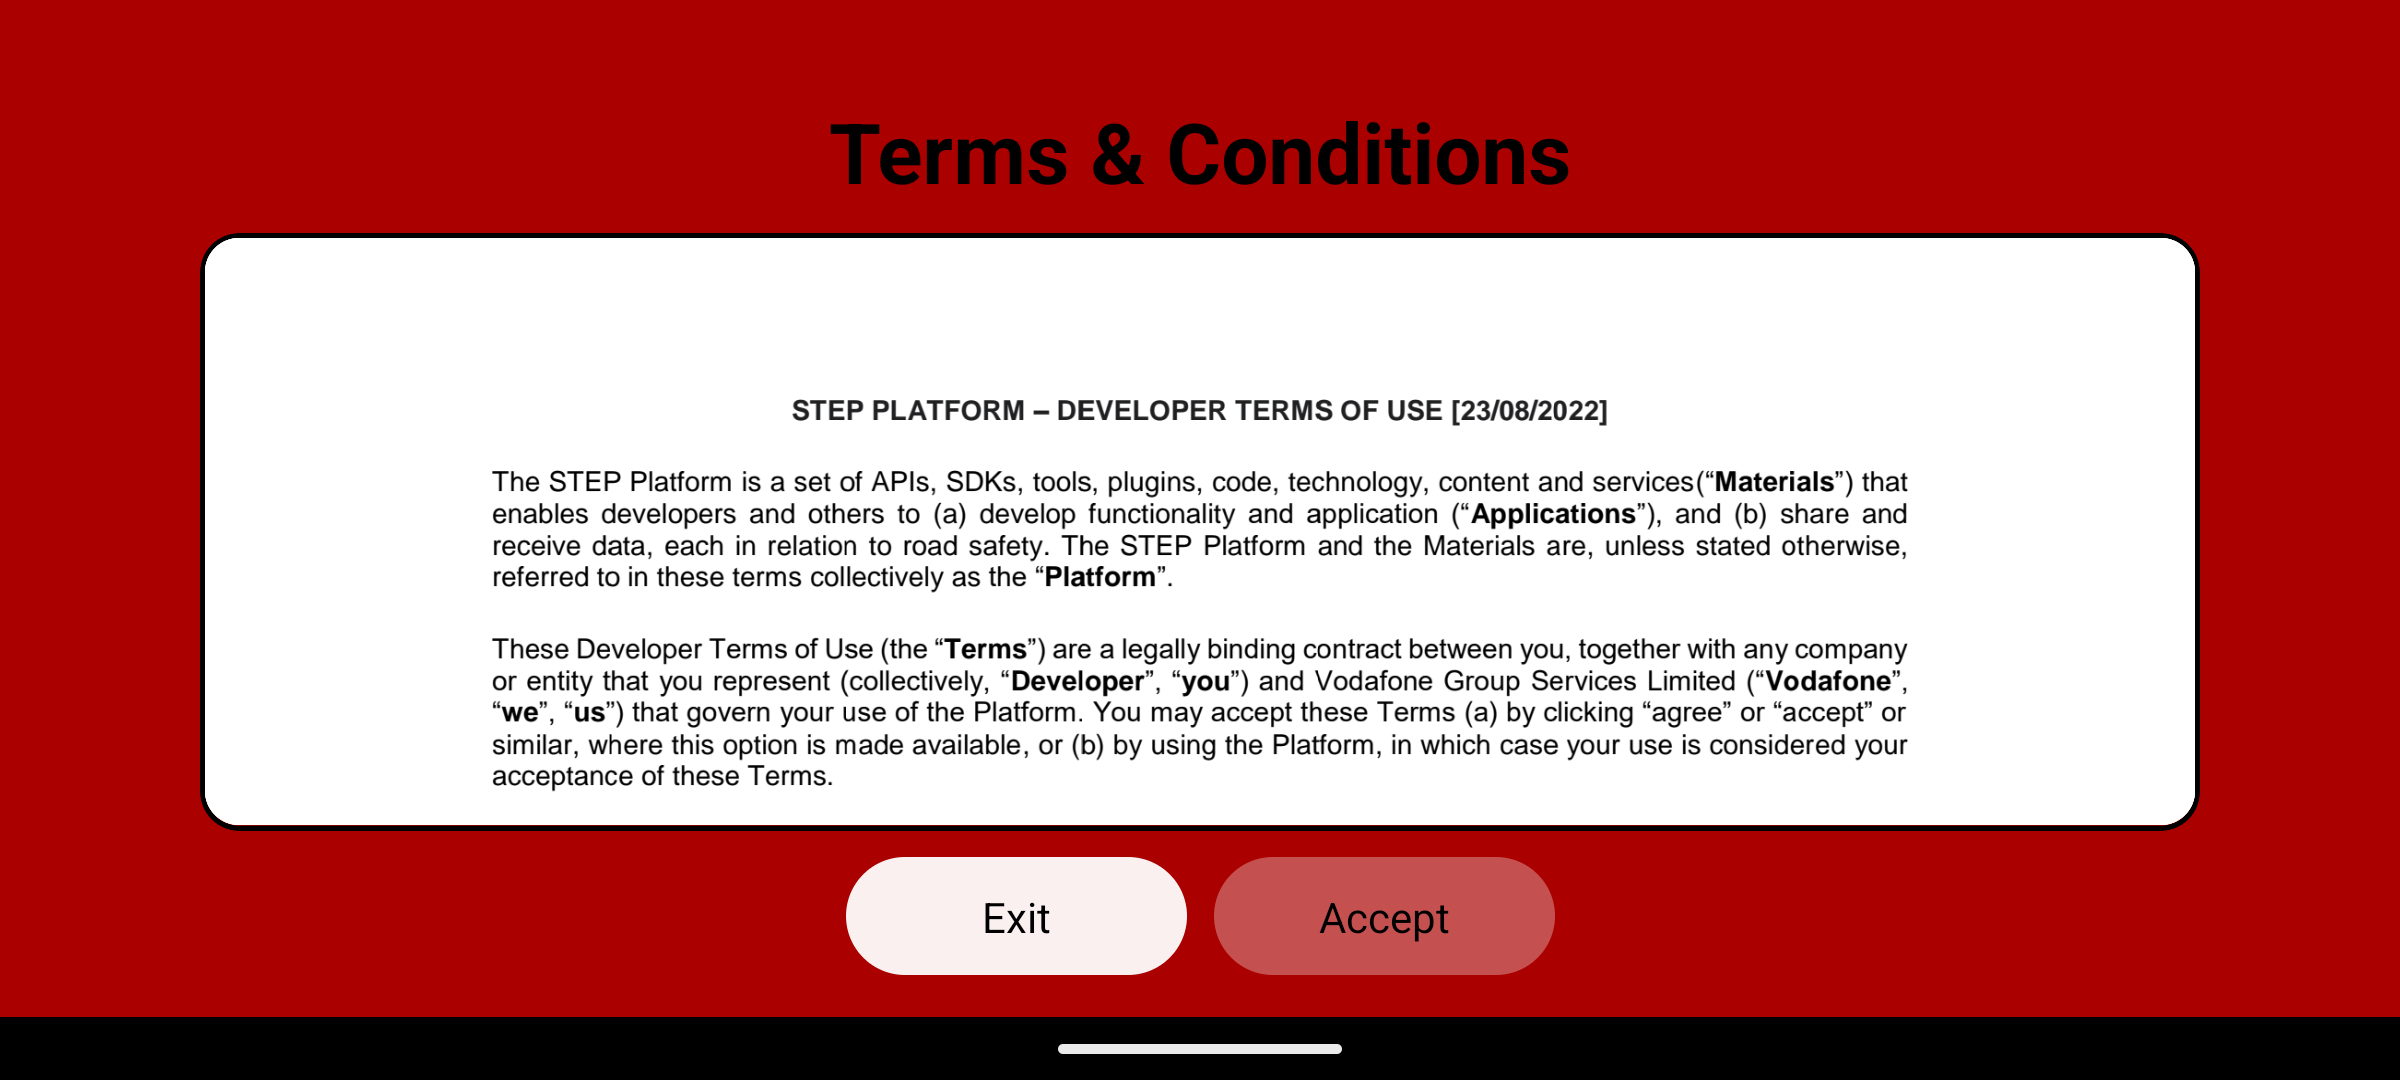 Terms & Conditions
STEP PLATFORM – DEVELOPER TERMS OF USE [23/08/2022]
The STEP Platform is a set of APIs, SDKs, tools, plugins, code, technology, content and services(“Materials”) that
enables developers and others to (a) develop functionality and application (“Applications”), and (b) share and
receive data, each in relation to road safety. The STEP Platform and the Materials are, unless stated otherwise,
referred to in these terms collectively as the “Platform”.
These Developer Terms of Use (the “Terms”) are a legally binding contract between you, together with any company
or entity that you represent (collectively, “Developer”, “you”) and Vodafone Group Services Limited (“Vodafone”,
“we”, “us”) that govern your use of the Platform. You may accept these Terms (a) by clicking “agree” or “accept” or
similar, where this option is made available, or (b) by using the Platform, in which case your use is considered your
acceptance of these Terms.
Exit
Accept